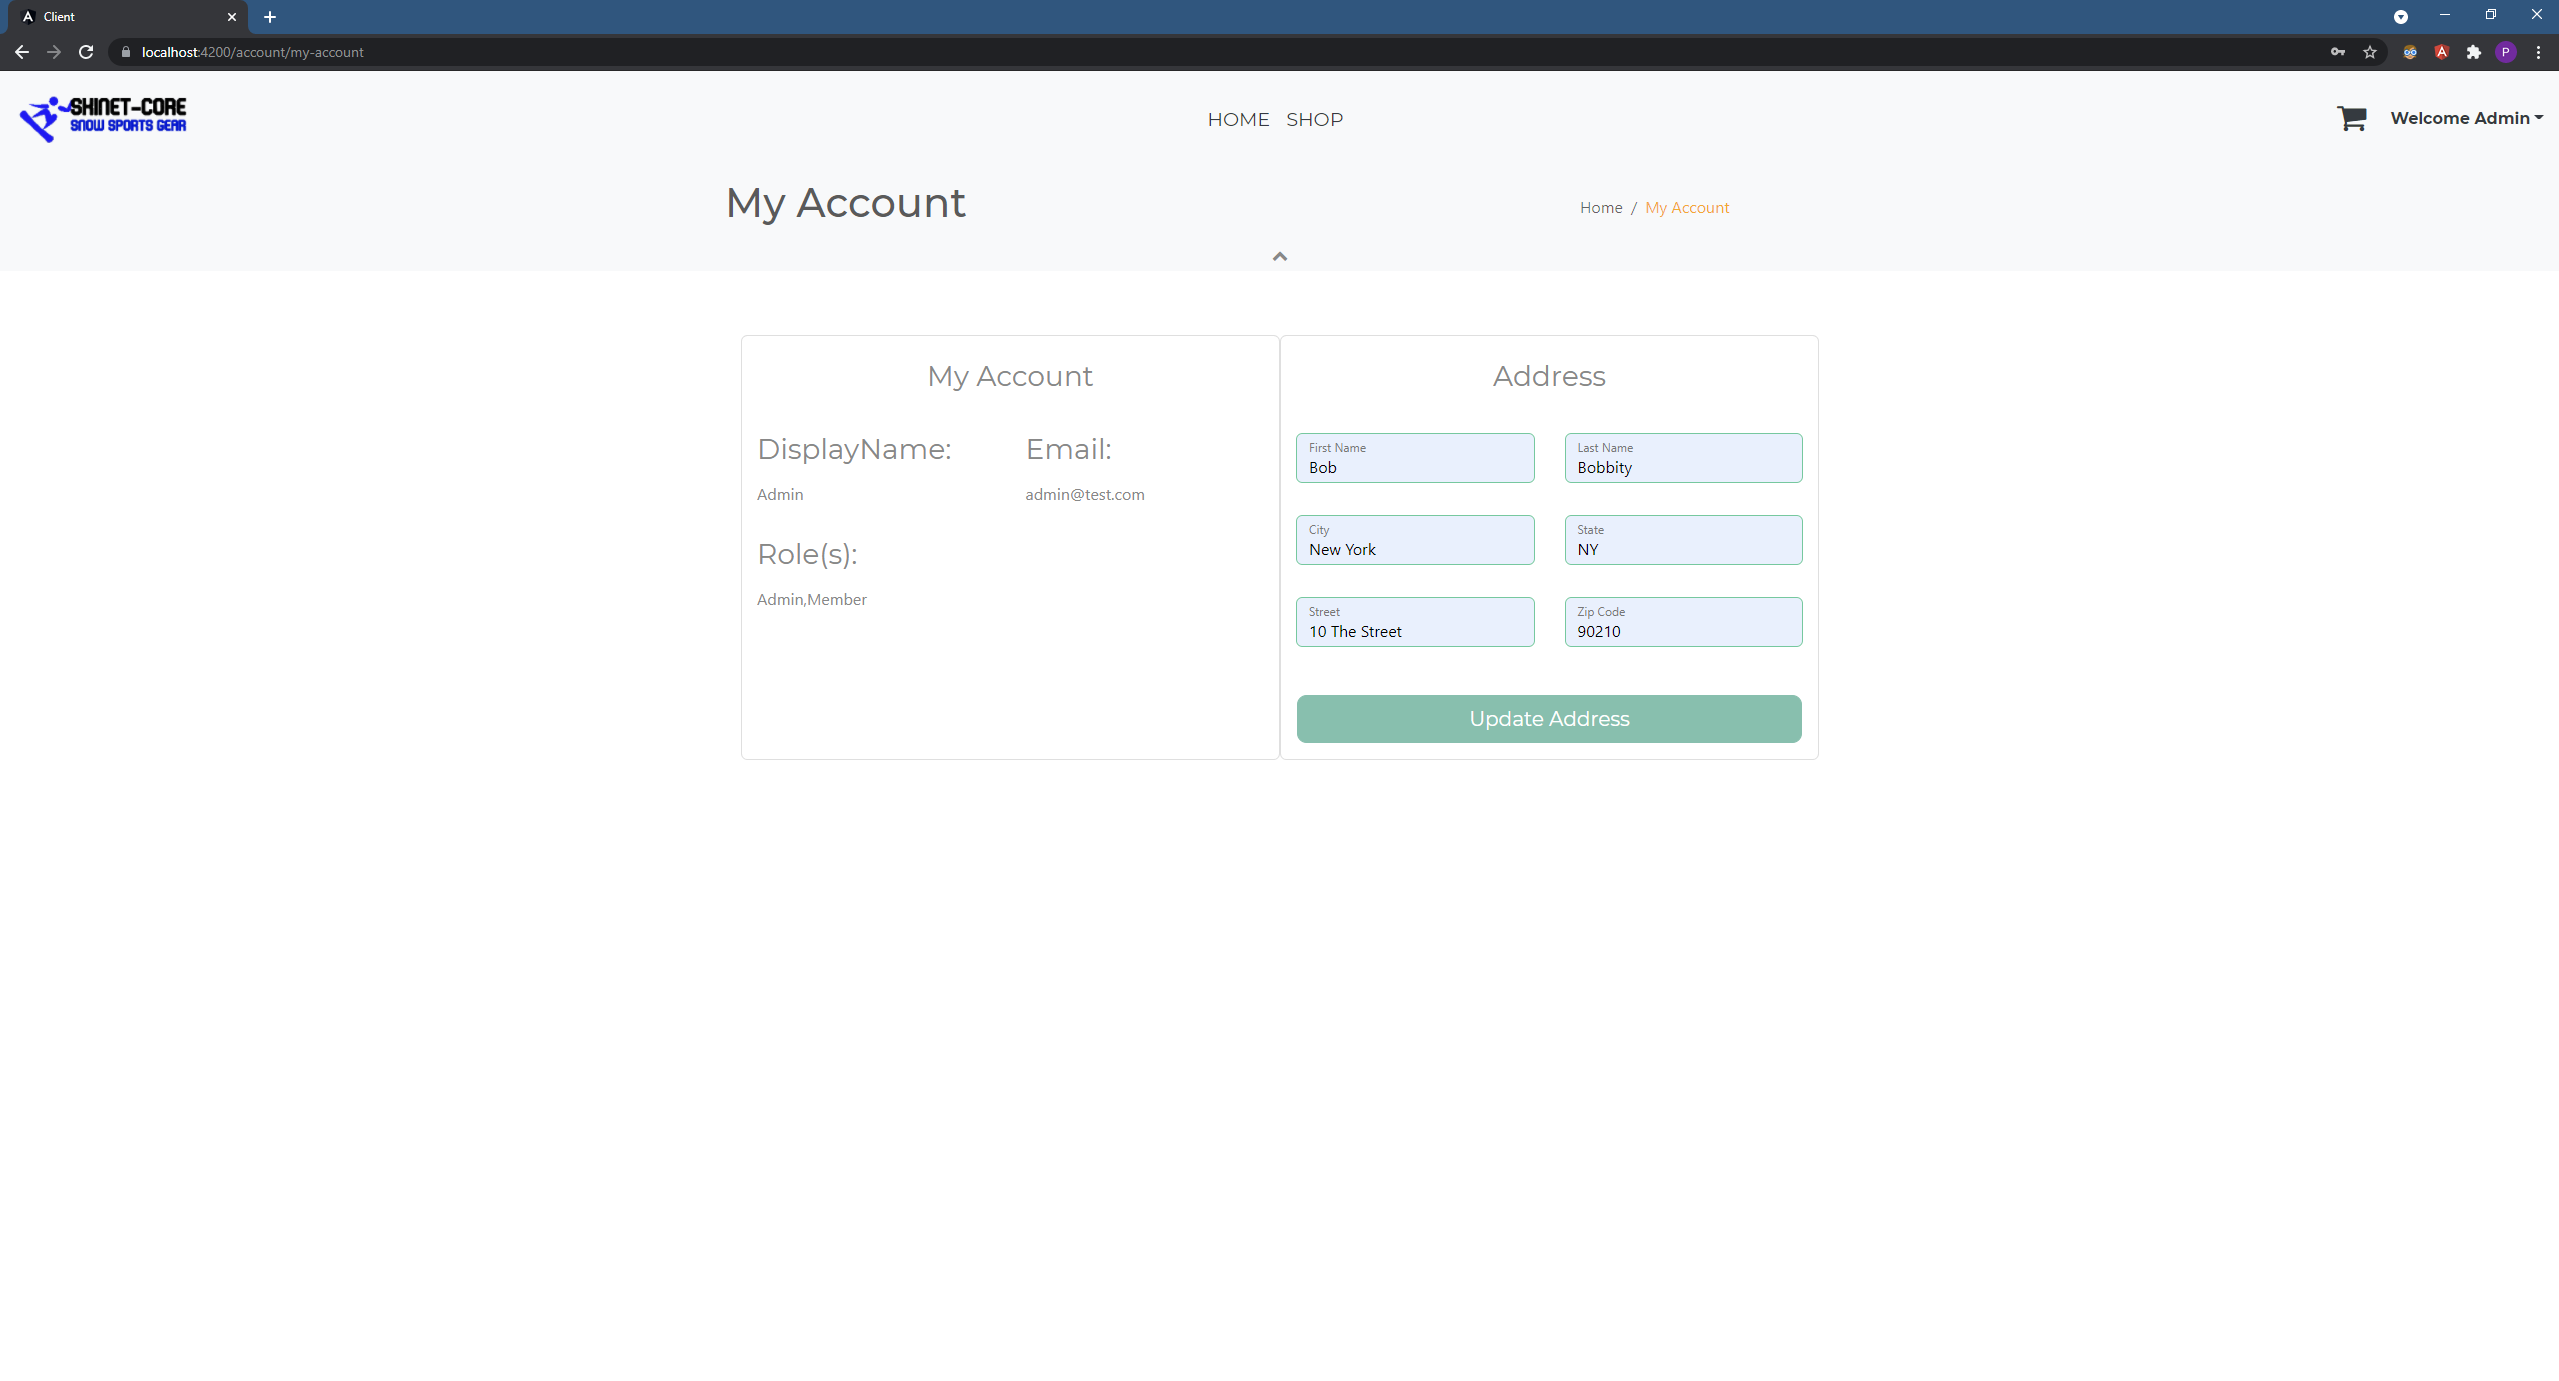 Client
localhost:4200/account/my-account
P
SHINET-CORE
SNOW SPORTS GEAR
HOME SHOP
Welcome Admin
My Account
Home / My Account
My Account
DisplayName: Email:
Admin admin@test.com
Role(s):
Admin,Member
Address
First Name Last Name
Bob Bobbity
City State
New York NY
Street Zip Code
10 The Street 90210
Update Address